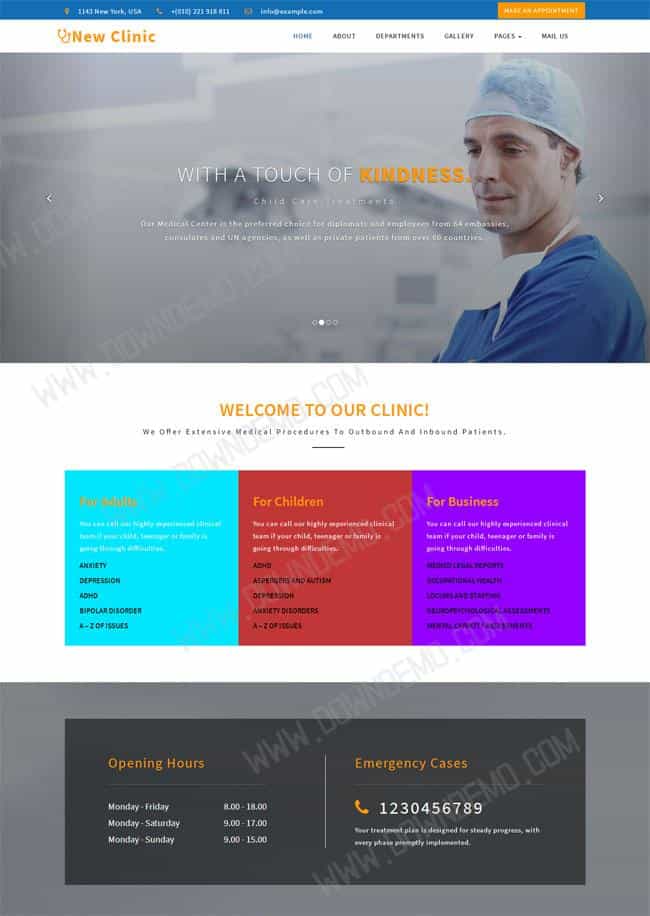 1143 New York, USA +(010) 221 918 811 info@example.com MAKE AN APPOINTMENT
New Clinic HOME ABOUT DEPARTMENTS GALLERY PAGES MAIL US
WITH A TOUCH OF KINDNESS.
Child Care Treatments
Our Medical Center is the preferred choice for diplomats and employees from 64 embassies,
consulates and UN agencies, as well as private patients from over 60 countries.
WELCOME TO OUR CLINIC!
We Offer Extensive Medical Procedures To Outbound And Inbound Patients.
For Adults
You can call our highly experienced clinical
team if your child, teenager or family is
going through difficulties.
ANXIETY
DEPRESSION
ADHD
BIPOLAR DISORDER
A – Z OF ISSUES
For Children
You can call our highly experienced clinical
team if your child, teenager or family is
going through difficulties.
ADHD
ASPERGERS AND AUTISM
DEPRESSION
ANXIETY DISORDERS
A – Z OF ISSUES
For Business
You can call our highly experienced clinical
team if your child, teenager or family is
going through difficulties.
MEDICO LEGAL REPORTS
OCCUPATIONAL HEALTH
LOCUMS AND STAFFING
NEUROPSYCHOLOGICAL ASSESSMENTS
MENTAL CAPACITY ASSESSMENTS
Opening Hours
Monday - Friday 8.00 - 18.00
Monday - Saturday 9.00 - 17.00
Monday - Sunday 9.00 - 15.00
Emergency Cases
1230456789
Your treatment plan is designed for steady progress, with
every phase promptly implemented.
WWW.DOWNDEMO.COM
WWW.DOWNDEMO.COM
WWW.DOWNDEMO.COM
WWW.DOWNDEMO.COM
WWW.DOWNDEMO.COM